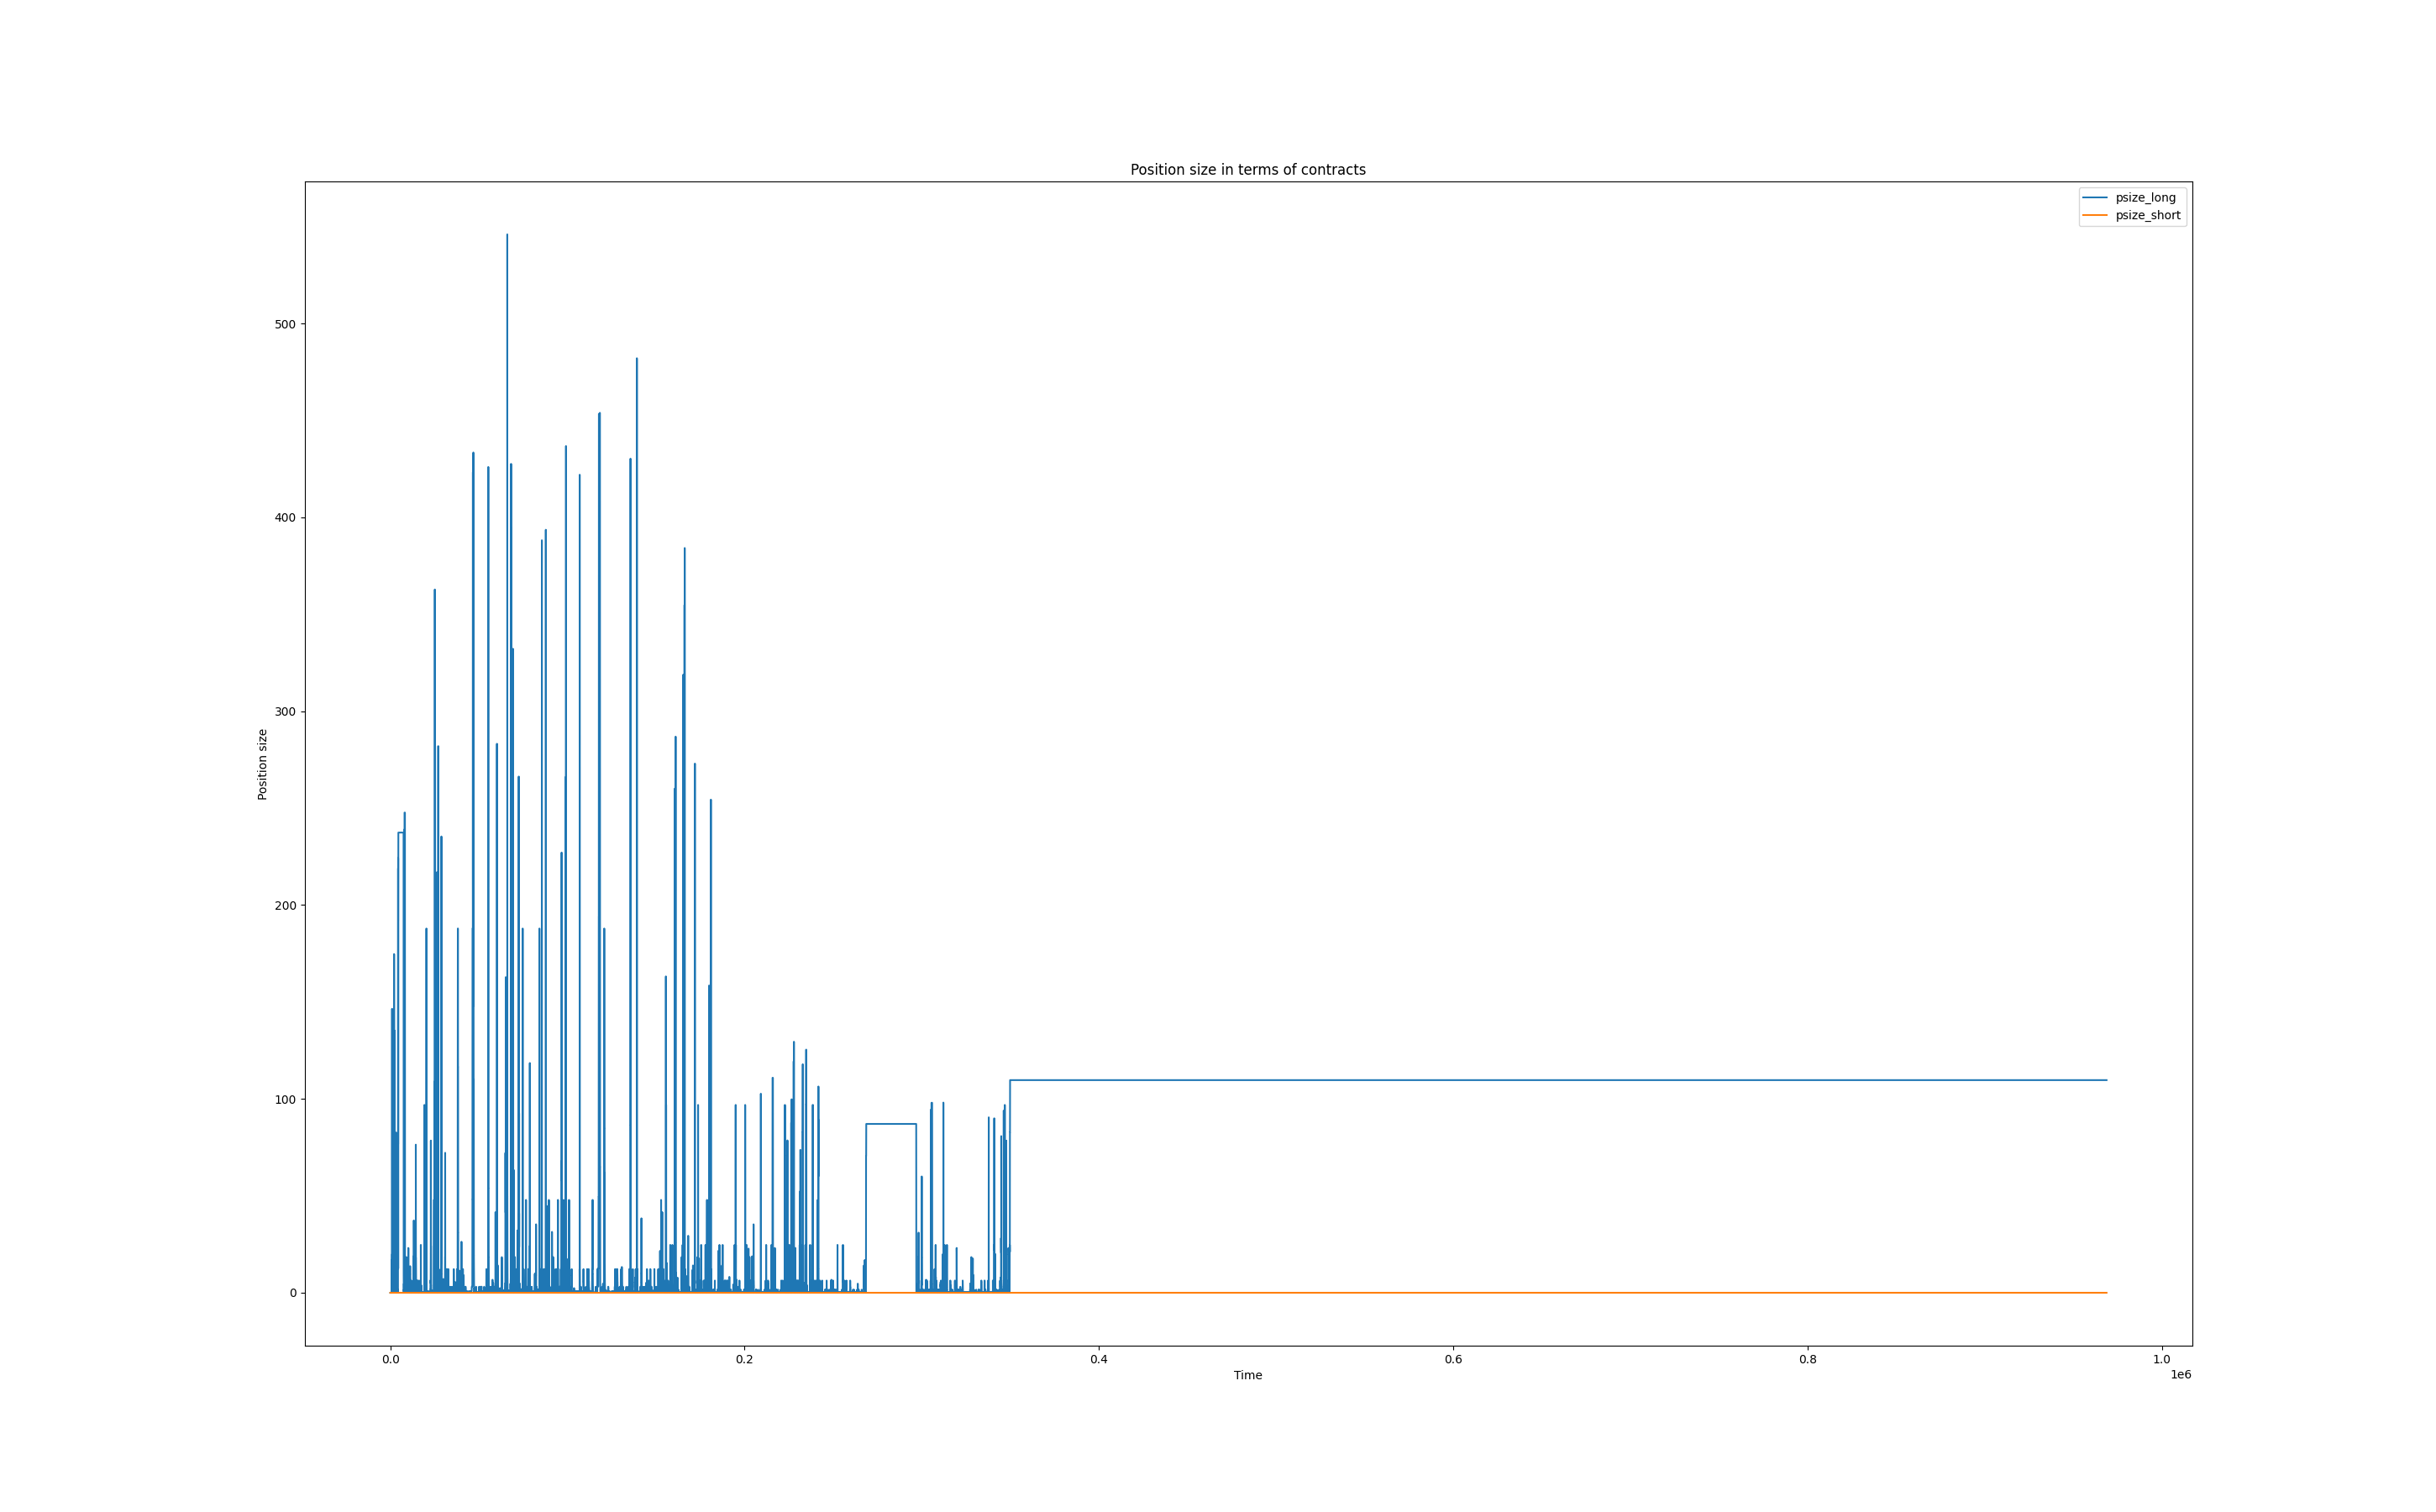 Position size in terms of contracts
psize_long
psize_short
500
400
300
200
100
0
Position size
0.0 0.2 0.4 0.6 0.8 1.0
Time
1e6